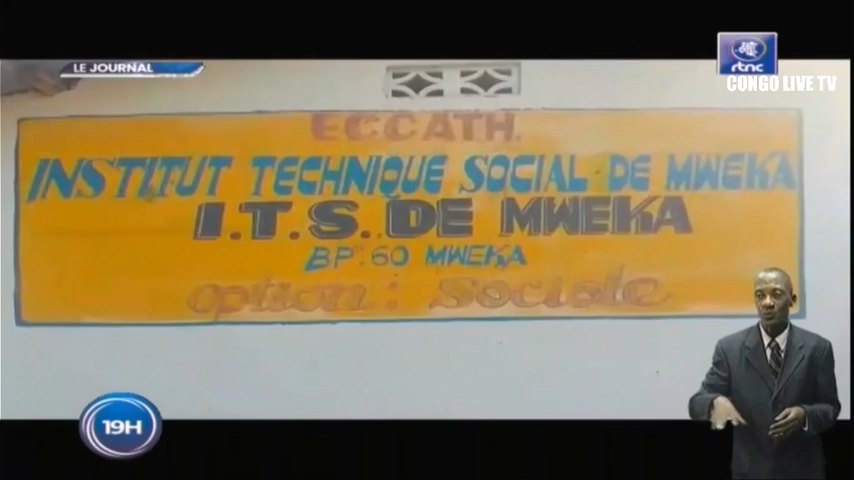 LE JOURNAL
rtnc
CONGO LIVE TV
ECCATH.
INSTITUT TECHNIQUE SOCIAL DE MWEKA
I.T.S. DE MWEKA
BP.60 MWEKA
option: Sociale
19H